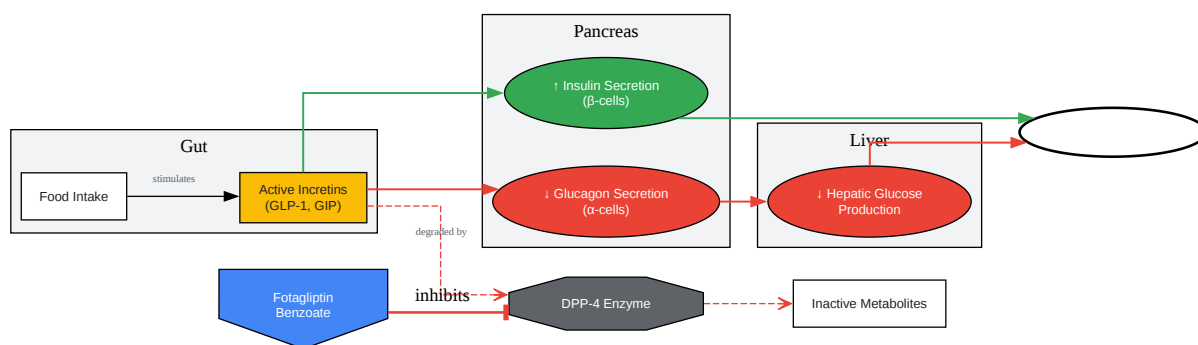 Pancreas
↑ Insulin Secretion
(β-cells)
Gut
Liver
stimulates
Food Intake
Active Incretins
(GLP-1, GIP)
↓ Glucagon Secretion
(α-cells)
↓ Hepatic Glucose
Production
degraded by
Fotagliptin
Benzoate
inhibits
DPP-4 Enzyme
Inactive Metabolites